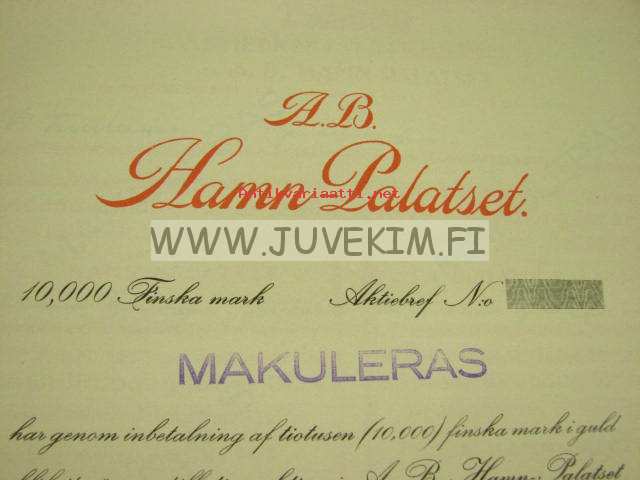 A.B.
Hamn-Palatset.
Antikvariaatti.net
WWW.JUVEKIM.FI
10,000 Finska mark Aktiebref N:o
MAKULERAS
har genom inbetalning af tiotusen (10,000) finska mark i guld
A. B. Hamn-Palatset